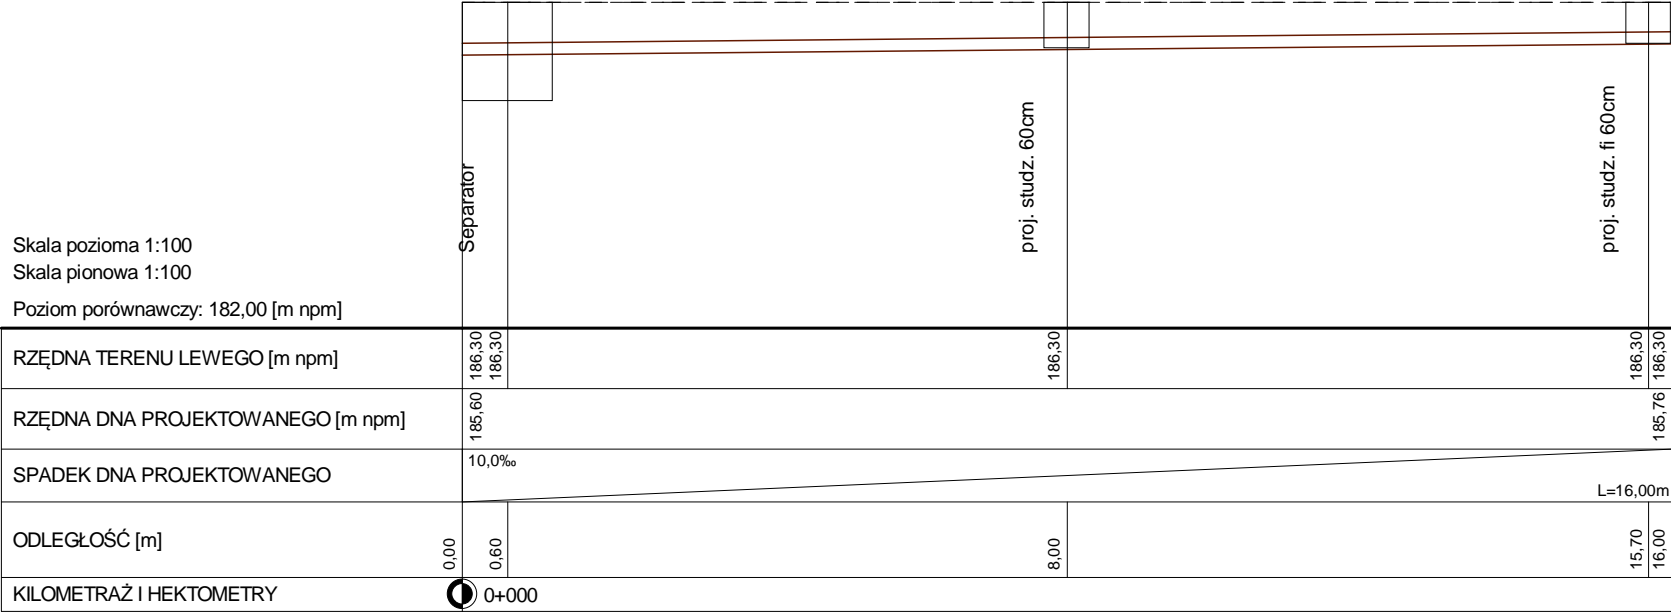 Separator
proj. studz. 60cm
proj. studz. fi 60cm
Skala pozioma 1:100
Skala pionowa 1:100
Poziom porównawczy: 182,00 [m npm]
RZĘDNA TERENU LEWEGO [m npm]
186,30
186,30
186,30
186,30
186,30
RZĘDNA DNA PROJEKTOWANEGO [m npm]
185,60
185,76
SPADEK DNA PROJEKTOWANEGO
10,0‰
L=16,00m
ODLEGŁOŚĆ [m]
0,00
0,60
8,00
15,70
16,00
KILOMETRAŻ I HEKTOMETRY
0+000